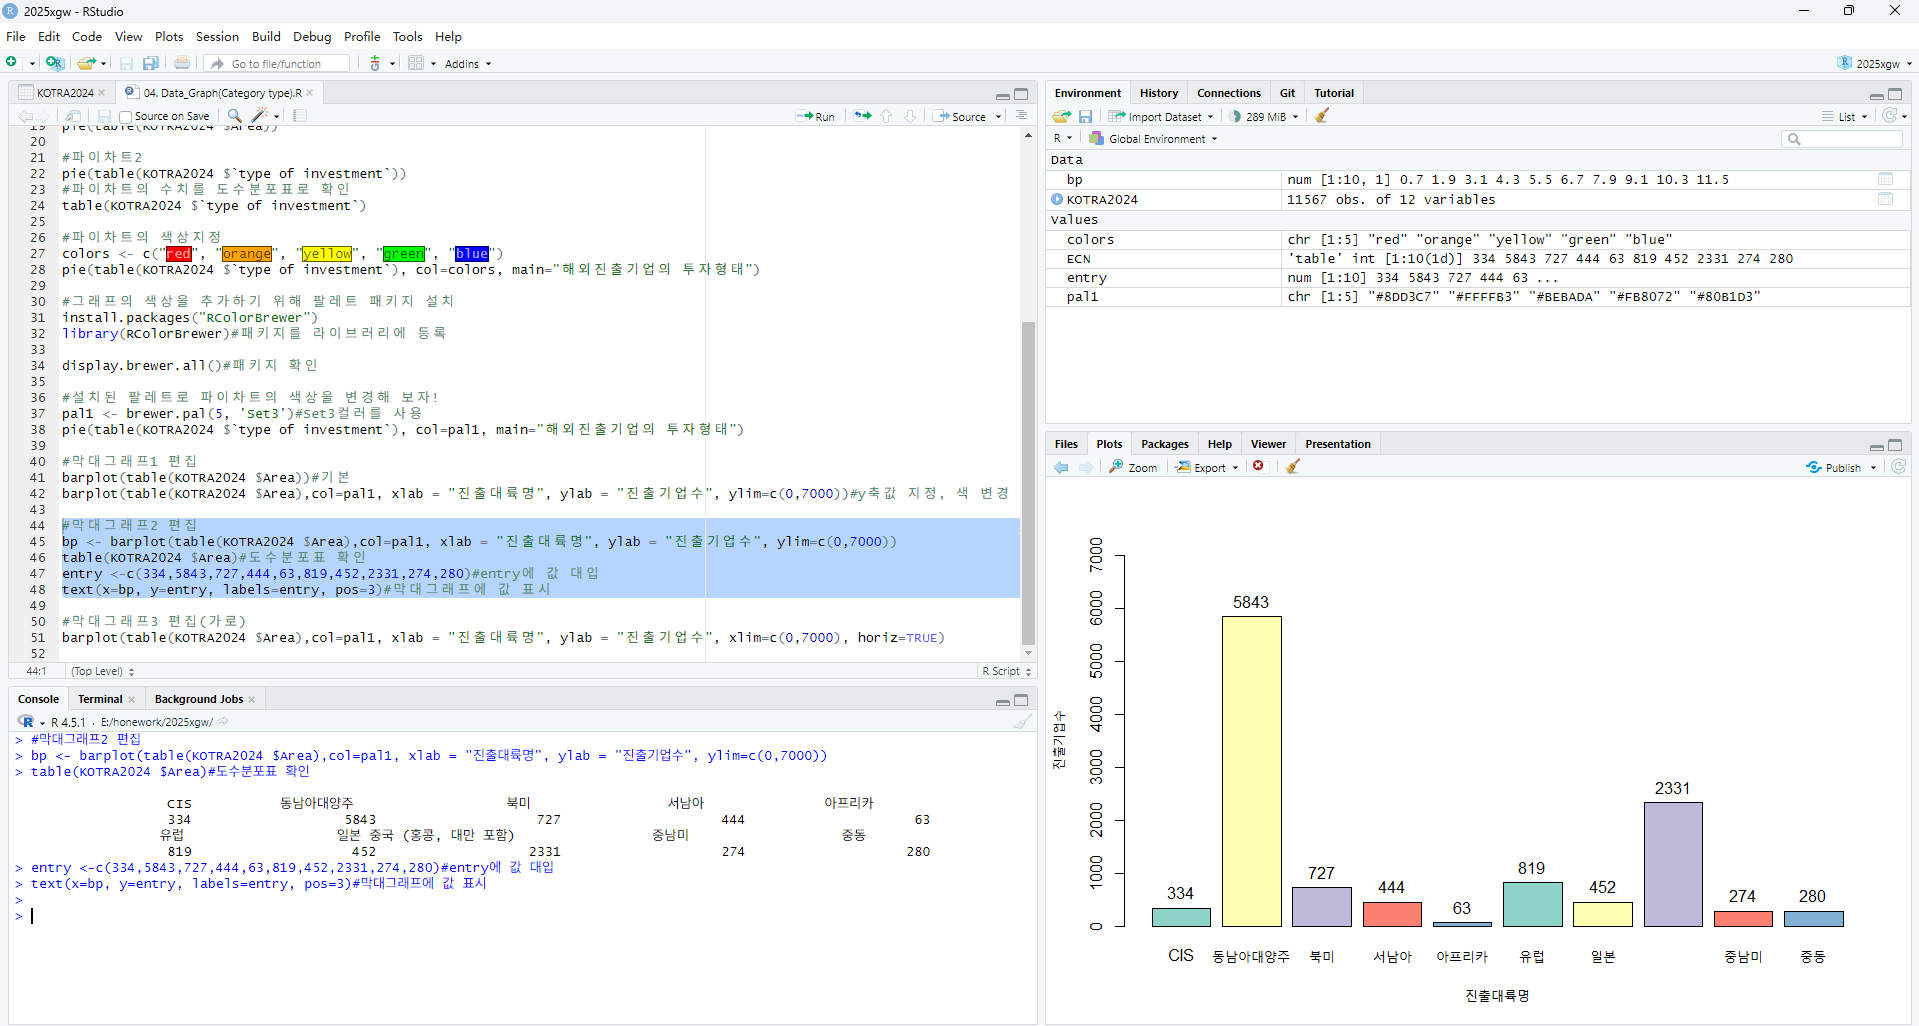 2025xgw - RStudio
File Edit Code View Plots Session Build Debug Profile Tools Help
Go to file/function
Addins
2025xgw
KOTRA2024
04. Data_Graph(Category type).R
Source on Save
Run
Source
19 pie(table(KOTRA2024 $Area))
20
21 #파이차트2
22 pie(table(KOTRA2024 $`type of investment`))
23 #파이차트의 수치를 도수분포표로 확인
24 table(KOTRA2024 $`type of investment`)
25
26 #파이차트의 색상지정
27 colors <- c("red", "orange", "yellow", "green", "blue")
28 pie(table(KOTRA2024 $`type of investment`), col=colors, main="해외진출기업의 투자형태")
29
30 #그래프의 색상을 추가하기 위해 팔레트 패키지 설치
31 install.packages("RColorBrewer")
32 library(RColorBrewer)#패키지를 라이브러리에 등록
33
34 display.brewer.all()#패키지 확인
35
36 #설치된 팔레트로 파이차트의 색상을 변경해 보자!
37 pal1 <- brewer.pal(5, 'Set3')#Set3컬러를 사용
38 pie(table(KOTRA2024 $`type of investment`), col=pal1, main="해외진출기업의 투자형태")
39
40 #막대그래프1 편집
41 barplot(table(KOTRA2024 $Area))#기본
42 barplot(table(KOTRA2024 $Area),col=pal1, xlab = "진출대륙명", ylab = "진출기업수", ylim=c(0,7000))#y축값 지정, 색 변경
43
44 #막대그래프2 편집
45 bp <- barplot(table(KOTRA2024 $Area),col=pal1, xlab = "진출대륙명", ylab = "진출기업수", ylim=c(0,7000))
46 table(KOTRA2024 $Area)#도수분포표 확인
47 entry <-c(334,5843,727,444,63,819,452,2331,274,280)#entry에 값 대입
48 text(x=bp, y=entry, labels=entry, pos=3)#막대그래프에 값 표시
49
50 #막대그래프3 편집(가로)
51 barplot(table(KOTRA2024 $Area),col=pal1, xlab = "진출대륙명", ylab = "진출기업수", xlim=c(0,7000), horiz=TRUE)
52
44:1 (Top Level) R Script
Console Terminal Background Jobs
R 4.5.1 · E:/honework/2025xgw/
> #막대그래프2 편집
> bp <- barplot(table(KOTRA2024 $Area),col=pal1, xlab = "진출대륙명", ylab = "진출기업수", ylim=c(0,7000))
> table(KOTRA2024 $Area)#도수분포표 확인
CIS 동남아대양주 북미 서남아 아프리카
334 5843 727 444 63
유럽 일본 중국 (홍콩, 대만 포함) 중남미 중동
819 452 2331 274 280
> entry <-c(334,5843,727,444,63,819,452,2331,274,280)#entry에 값 대입
> text(x=bp, y=entry, labels=entry, pos=3)#막대그래프에 값 표시
>
>
Environment History Connections Git Tutorial
Import Dataset 289 MiB List
R Global Environment
Data
bp num [1:10, 1] 0.7 1.9 3.1 4.3 5.5 6.7 7.9 9.1 10.3 11.5
KOTRA2024 11567 obs. of 12 variables
Values
colors chr [1:5] "red" "orange" "yellow" "green" "blue"
ECN 'table' int [1:10(1d)] 334 5843 727 444 63 819 452 2331 274 280
entry num [1:10] 334 5843 727 444 63 ...
pal1 chr [1:5] "#8DD3C7" "#FFFFB3" "#BEBADA" "#FB8072" "#80B1D3"
Files Plots Packages Help Viewer Presentation
Zoom Export Publish
진출기업수
7000
6000
5000
4000
3000
2000
1000
0
334 5843 727 444 63 819 452 2331 274 280
CIS 동남아대양주 북미 서남아 아프리카 유럽 일본 중남미 중동
진출대륙명